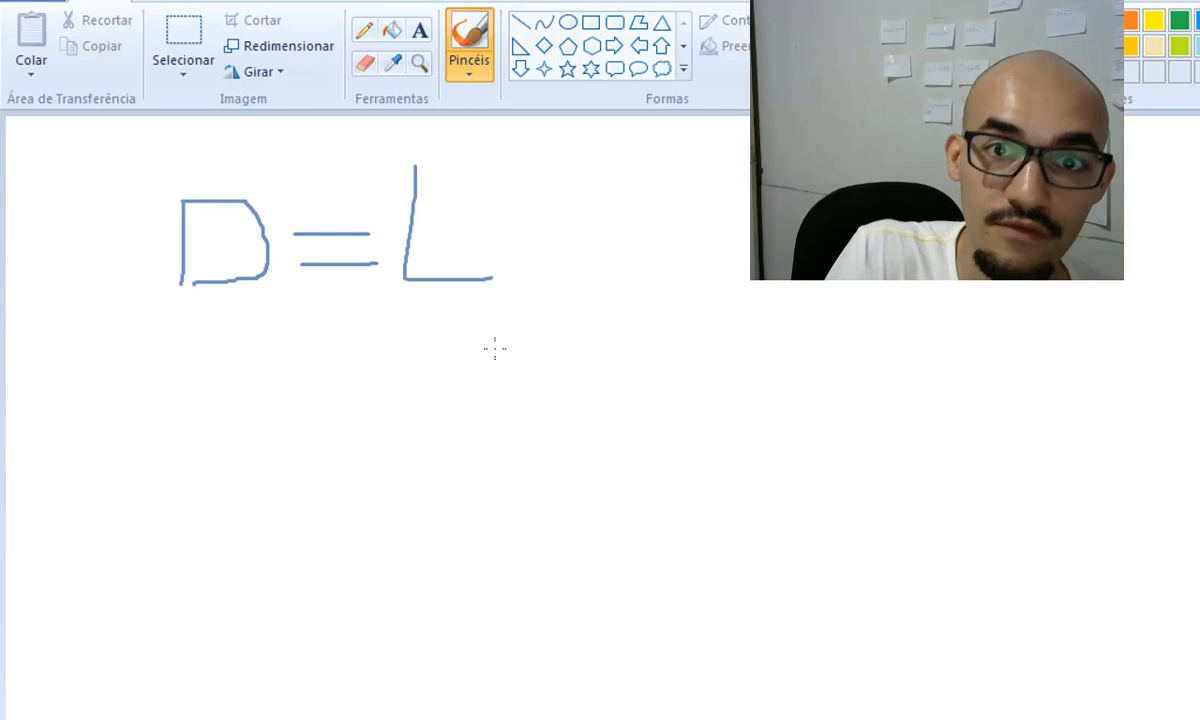 Recortar
Copiar
Colar
Cortar
Redimensionar
Girar
Selecionar
Pincéis
Área de Transferência
Imagem
Ferramentas
Formas
D = L